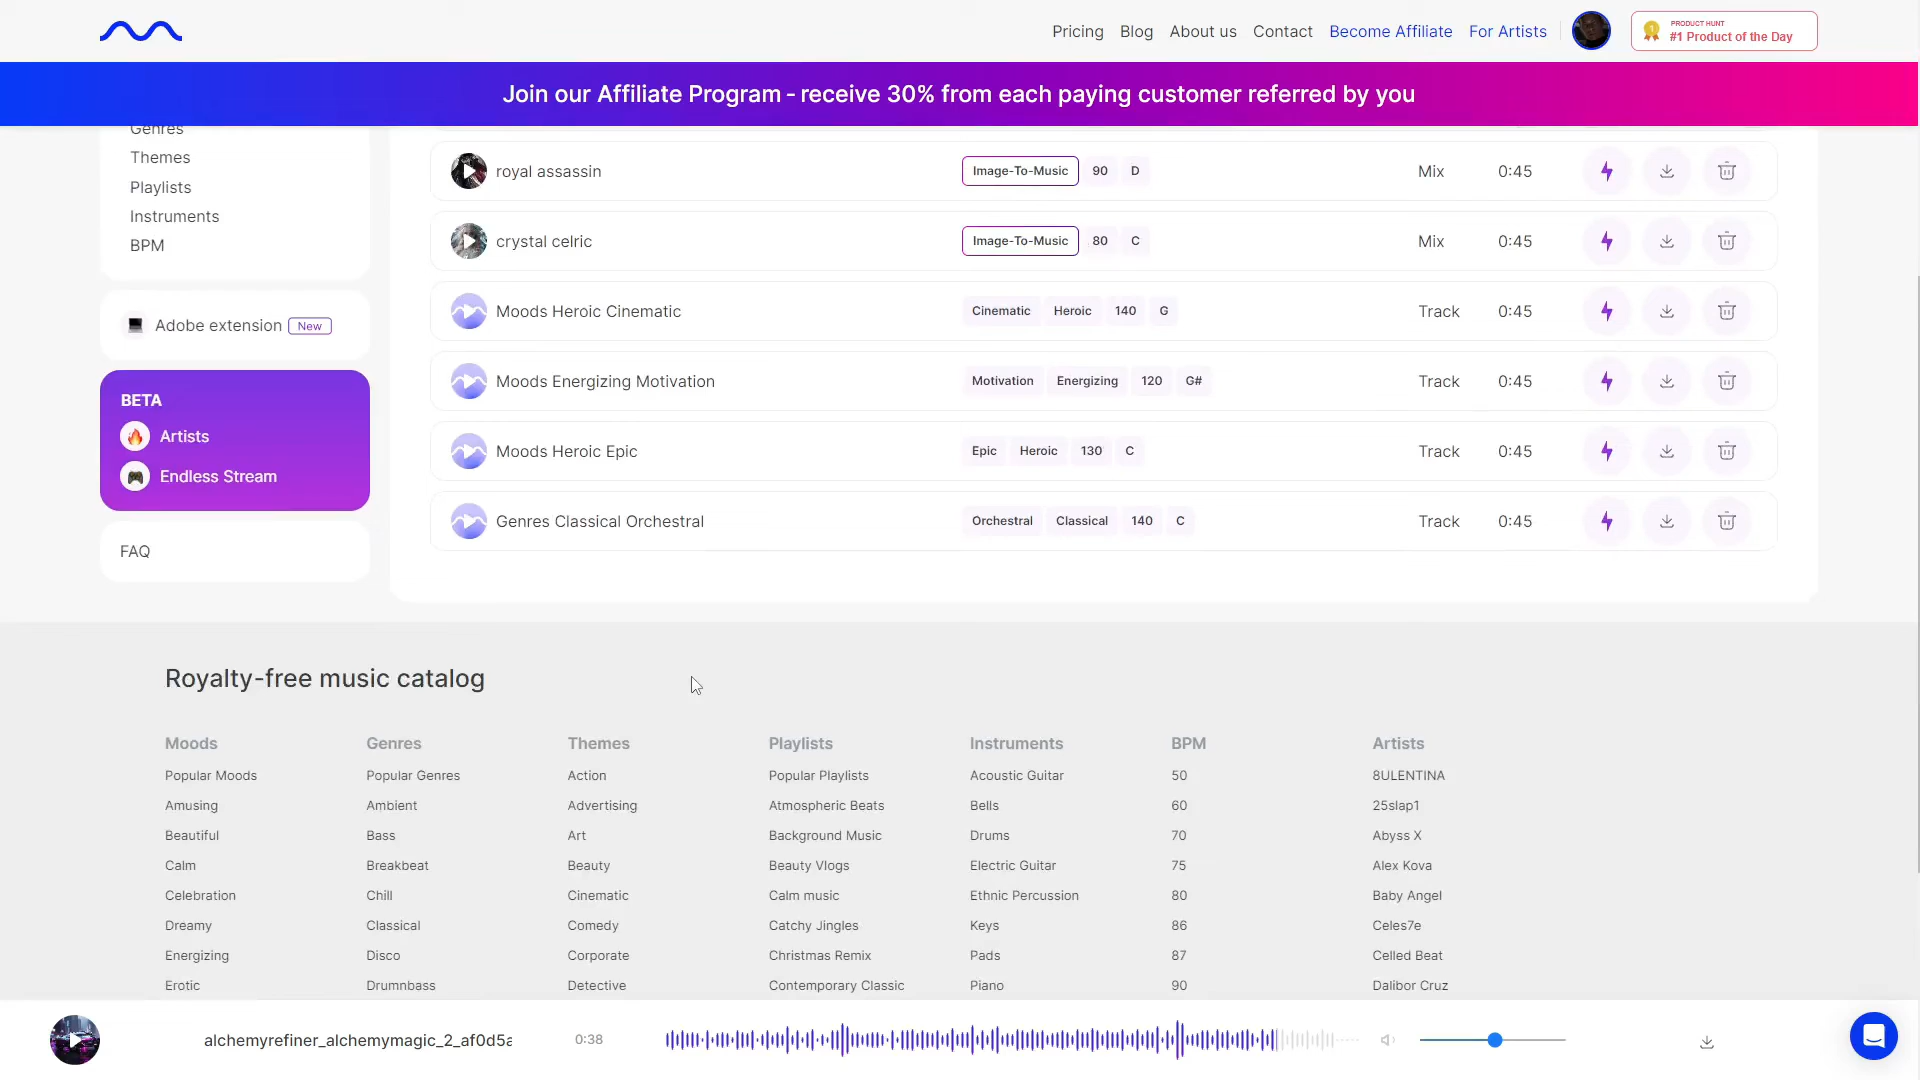 Pricing Blog About us Contact Become Affiliate For Artists
PRODUCT HUNT
#1 Product of the Day
Join our Affiliate Program - receive 30% from each paying customer referred by you
Genres
Themes
Playlists
Instruments
BPM
Adobe extension New
BETA
Artists
Endless Stream
FAQ
royal assassin Image-To-Music 90 D Mix 0:45
crystal celric Image-To-Music 80 C Mix 0:45
Moods Heroic Cinematic Cinematic Heroic 140 G Track 0:45
Moods Energizing Motivation Motivation Energizing 120 G# Track 0:45
Moods Heroic Epic Epic Heroic 130 C Track 0:45
Genres Classical Orchestral Orchestral Classical 140 C Track 0:45
Royalty-free music catalog
Moods Genres Themes Playlists Instruments BPM Artists
Popular Moods Popular Genres Action Popular Playlists Acoustic Guitar 50 8ULENTINA
Amusing Ambient Advertising Atmospheric Beats Bells 60 25slap1
Beautiful Bass Art Background Music Drums 70 Abyss X
Calm Breakbeat Beauty Beauty Vlogs Electric Guitar 75 Alex Kova
Celebration Chill Cinematic Calm music Ethnic Percussion 80 Baby Angel
Dreamy Classical Comedy Catchy Jingles Keys 86 Celes7e
Energizing Disco Corporate Christmas Remix Pads 87 Celled Beat
Erotic Drumnbass Detective Contemporary Classic Piano 90 Dalibor Cruz
alchemyrefiner_alchemymagic_2_af0d5a 0:38